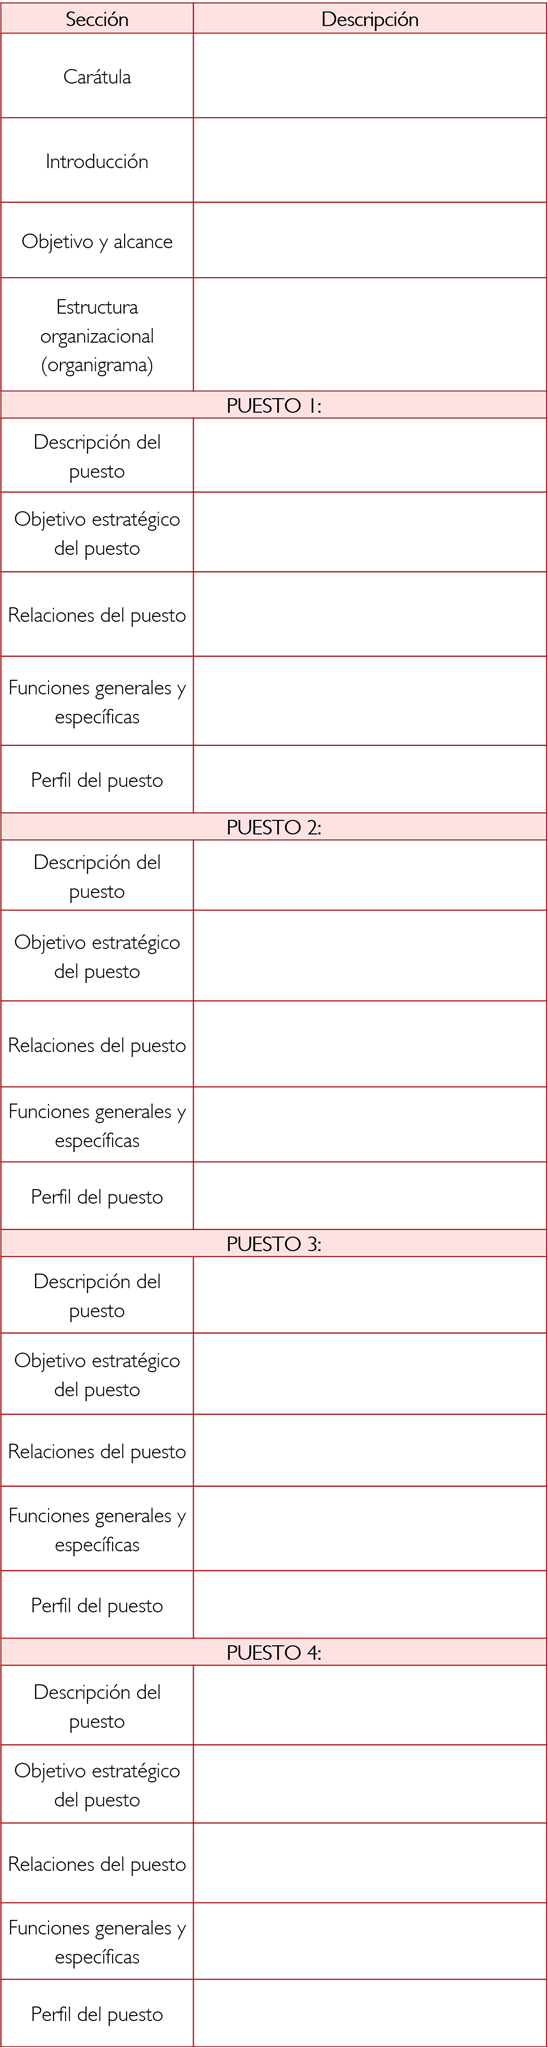 Sección Descripción
Carátula
Introducción
Objetivo y alcance
Estructura
organizacional
(organigrama)
PUESTO 1:
Descripción del
puesto
Objetivo estratégico
del puesto
Relaciones del puesto
Funciones generales y
específicas
Perfil del puesto
PUESTO 2:
Descripción del
puesto
Objetivo estratégico
del puesto
Relaciones del puesto
Funciones generales y
específicas
Perfil del puesto
PUESTO 3:
Descripción del
puesto
Objetivo estratégico
del puesto
Relaciones del puesto
Funciones generales y
específicas
Perfil del puesto
PUESTO 4:
Descripción del
puesto
Objetivo estratégico
del puesto
Relaciones del puesto
Funciones generales y
específicas
Perfil del puesto